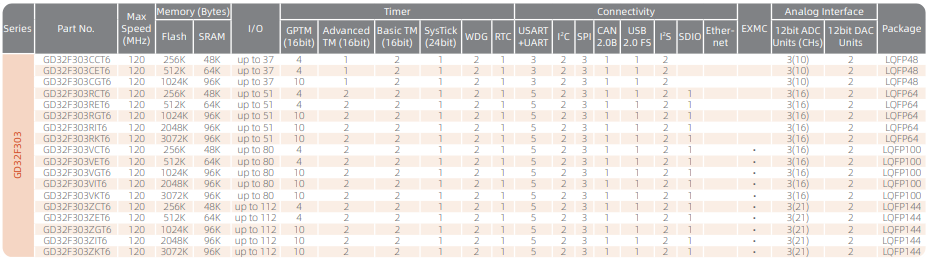 Series Part No. Max Speed (MHz) Memory (Bytes) I/O Timer Connectivity EXMC Analog Interface Package
Flash SRAM GPTM (16bit) Advanced TM (16bit) Basic TM (16bit) SysTick (24bit) WDG RTC USART +UART I²C SPI CAN 2.0B USB 2.0 FS I²S SDIO Ether-net 12bit ADC Units (CHs) 12bit DAC Units
GD32F303
GD32F303CCT6 120 256K 48K up to 37 4 1 2 1 2 1 3 2 3 1 1 2 3(10) 2 LQFP48
GD32F303CET6 120 512K 64K up to 37 4 1 2 1 2 1 3 2 3 1 1 2 3(10) 2 LQFP48
GD32F303CGT6 120 1024K 96K up to 37 10 1 2 1 2 1 3 2 3 1 1 2 3(10) 2 LQFP48
GD32F303RCT6 120 256K 48K up to 51 4 2 2 1 2 1 5 2 3 1 1 2 1 3(16) 2 LQFP64
GD32F303RET6 120 512K 64K up to 51 4 2 2 1 2 1 5 2 3 1 1 2 1 3(16) 2 LQFP64
GD32F303RGT6 120 1024K 96K up to 51 10 2 2 1 2 1 5 2 3 1 1 2 1 3(16) 2 LQFP64
GD32F303RIT6 120 2048K 96K up to 51 10 2 2 1 2 1 5 2 3 1 1 2 1 3(16) 2 LQFP64
GD32F303RKT6 120 3072K 96K up to 51 10 2 2 1 2 1 5 2 3 1 1 2 1 3(16) 2 LQFP64
GD32F303VCT6 120 256K 48K up to 80 4 2 2 1 2 1 5 2 3 1 1 2 1 • 3(16) 2 LQFP100
GD32F303VET6 120 512K 64K up to 80 4 2 2 1 2 1 5 2 3 1 1 2 1 • 3(16) 2 LQFP100
GD32F303VGT6 120 1024K 96K up to 80 10 2 2 1 2 1 5 2 3 1 1 2 1 • 3(16) 2 LQFP100
GD32F303VIT6 120 2048K 96K up to 80 10 2 2 1 2 1 5 2 3 1 1 2 1 • 3(16) 2 LQFP100
GD32F303VKT6 120 3072K 96K up to 80 10 2 2 1 2 1 5 2 3 1 1 2 1 • 3(16) 2 LQFP100
GD32F303ZCT6 120 256K 48K up to 112 4 2 2 1 2 1 5 2 3 1 1 2 1 • 3(21) 2 LQFP144
GD32F303ZET6 120 512K 64K up to 112 4 2 2 1 2 1 5 2 3 1 1 2 1 • 3(21) 2 LQFP144
GD32F303ZGT6 120 1024K 96K up to 112 10 2 2 1 2 1 5 2 3 1 1 2 1 • 3(21) 2 LQFP144
GD32F303ZIT6 120 2048K 96K up to 112 10 2 2 1 2 1 5 2 3 1 1 2 1 • 3(21) 2 LQFP144
GD32F303ZKT6 120 3072K 96K up to 112 10 2 2 1 2 1 5 2 3 1 1 2 1 • 3(21) 2 LQFP144